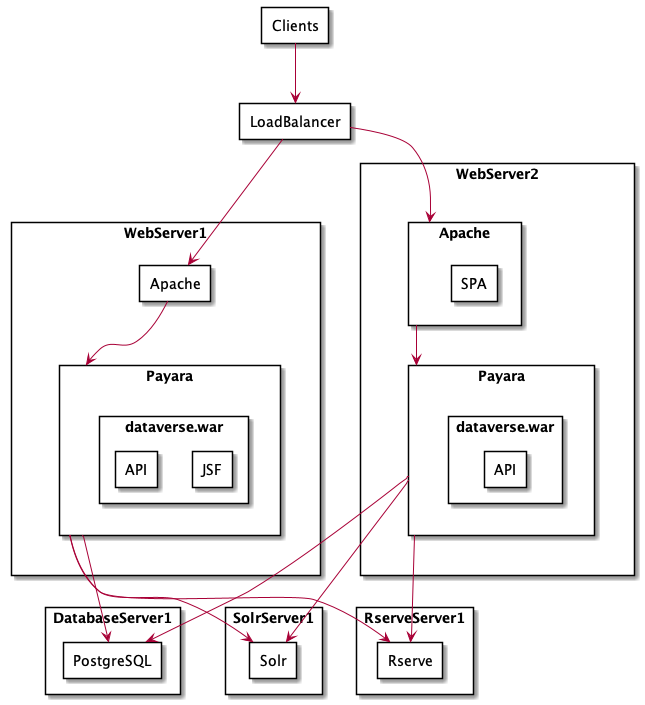 Clients
LoadBalancer
WebServer2
WebServer1
Apache
SPA
Apache
Payara
dataverse.war
API
JSF
Payara
dataverse.war
API
DatabaseServer1
PostgreSQL
SolrServer1
Solr
RserveServer1
Rserve